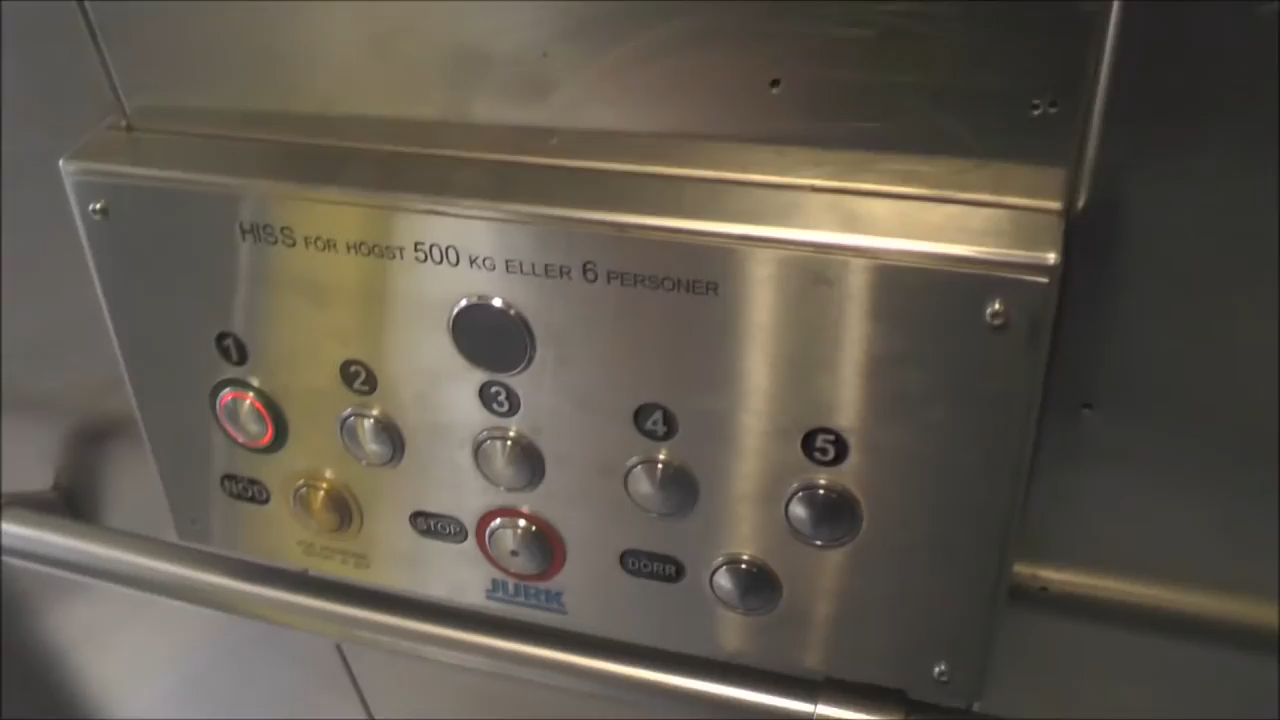 HISS FÖR HÖGST 500 KG ELLER 6 PERSONER
1
2
3
4
5
NÖD
STOP
DÖRR
JURK